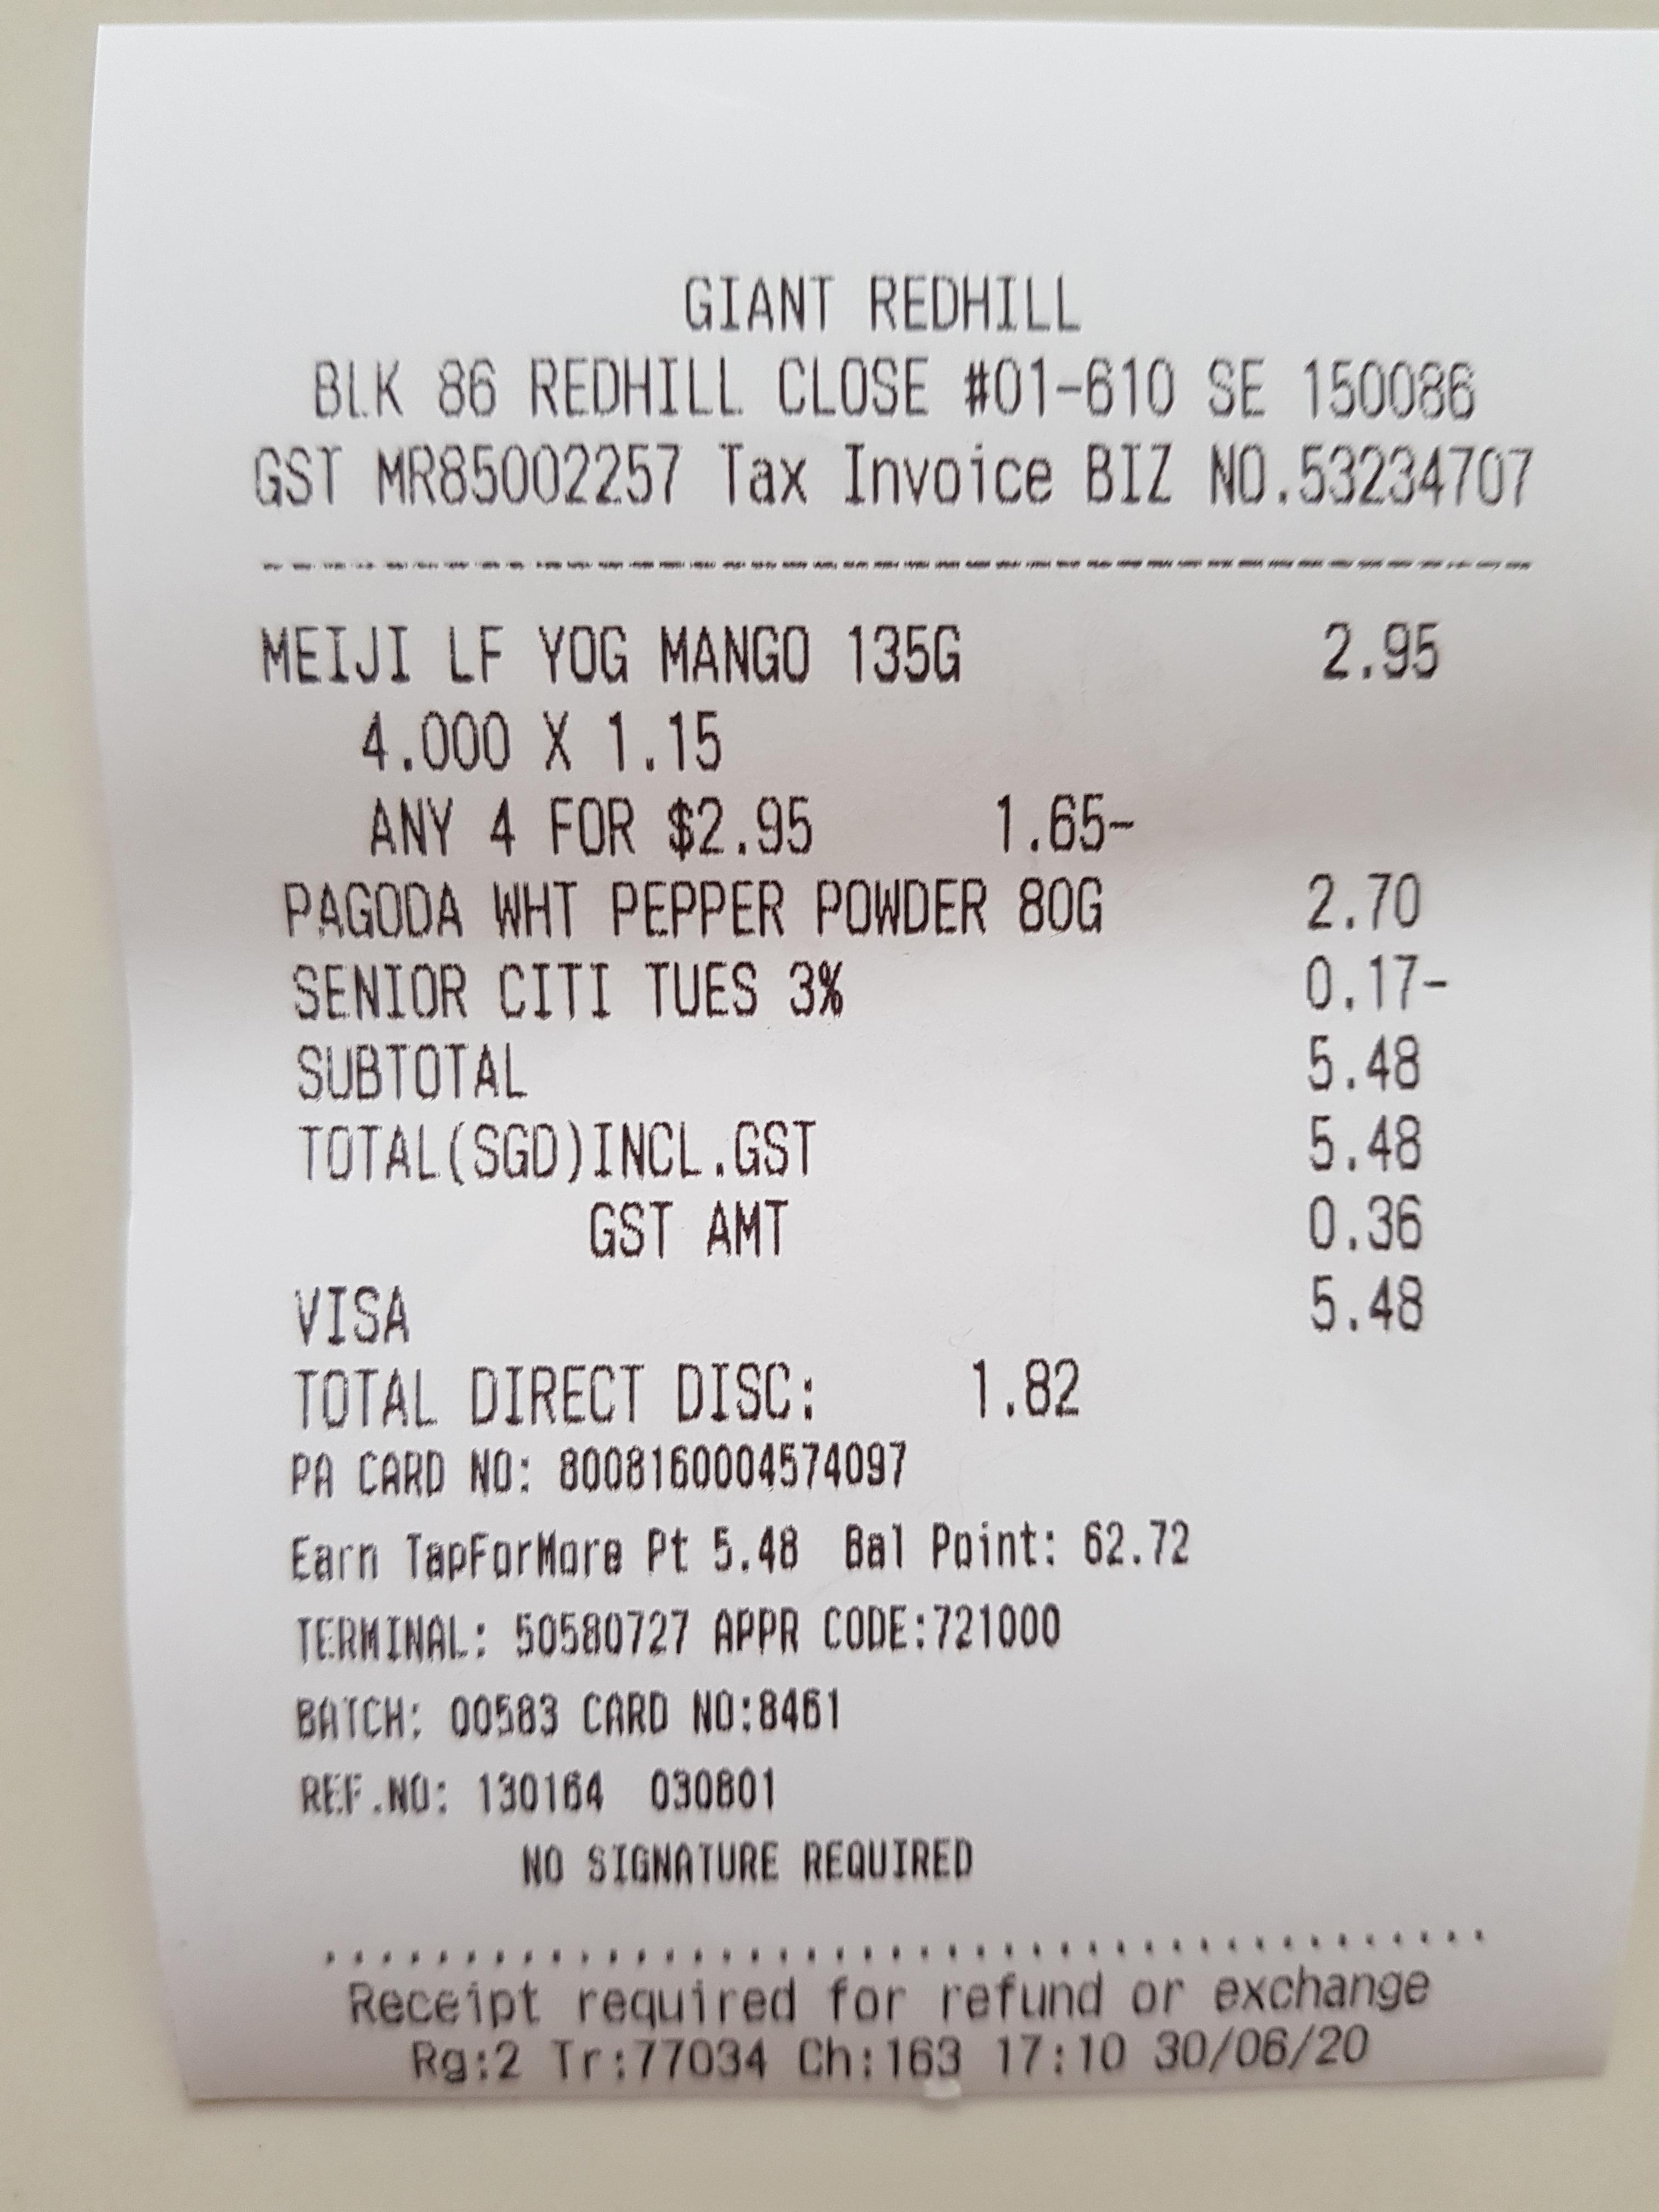 GIANT REDHILL
BLK 86 REDHILL CLOSE #01-610 SE 150086
GST MR85002257 Tax Invoice BIZ NO.53234707
MEIJI LF YOG MANGO 135G 2.95
4.000 X 1.15
ANY 4 FOR $2.95 1.65-
PAGODA WHT PEPPER POWDER 80G 2.70
SENIOR CITI TUES 3% 0.17-
SUBTOTAL 5.48
TOTAL(SGD)INCL.GST 5.48
GST AMT 0.36
VISA 5.48
TOTAL DIRECT DISC: 1.82
PA CARD NO: 8008160004574097
Earn TapForMore Pt 5.48 Bal Point: 62.72
TERMINAL: 50580727 APPR CODE:721000
BATCH: 00583 CARD NO:8461
REF.NO: 130164 030801
NO SIGNATURE REQUIRED
Receipt required for refund or exchange
Rg:2 Tr:77034 Ch:163 17:10 30/06/20